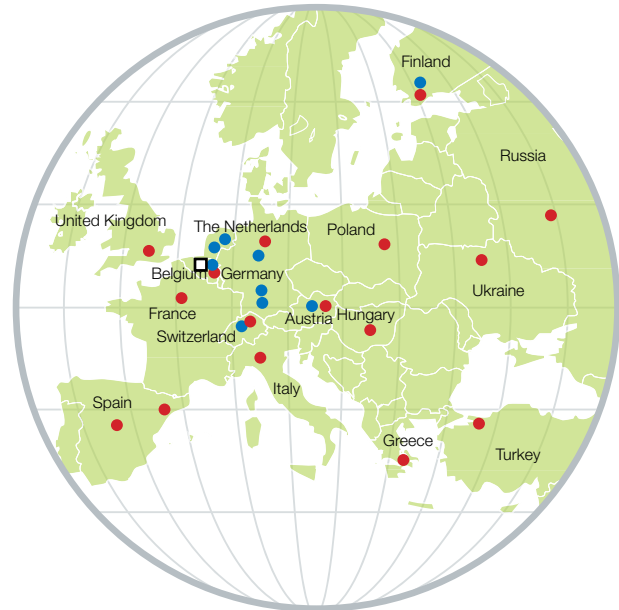 Finland
Russia
United Kingdom
The Netherlands
Poland
Belgium
Germany
Ukraine
France
Austria
Hungary
Switzerland
Italy
Spain
Greece
Turkey